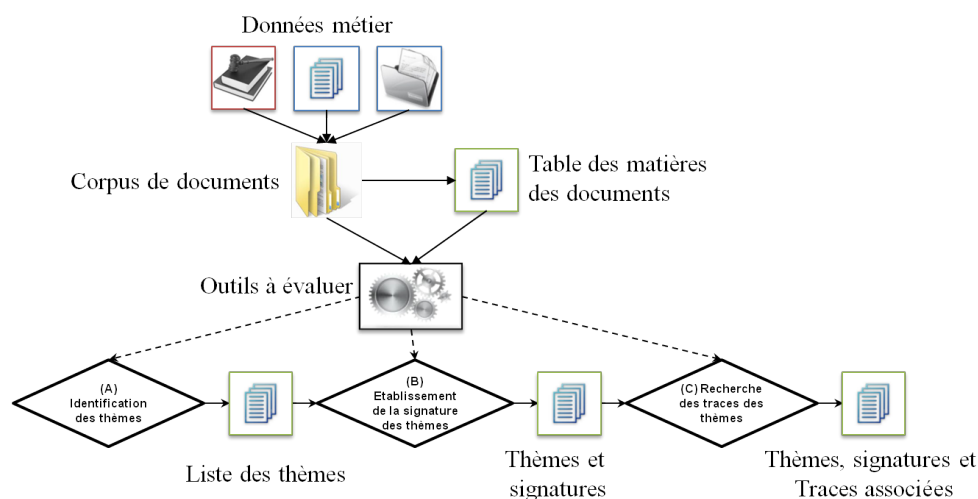 Données métier
Corpus de documents
Table des matières
des documents
Outils à évaluer
(A)
Identification
des thèmes
(B)
Etablissement
de la signature
des thèmes
(C) Recherche
des traces des
thèmes
Liste des thèmes
Thèmes et
signatures
Thèmes, signatures et
Traces associées